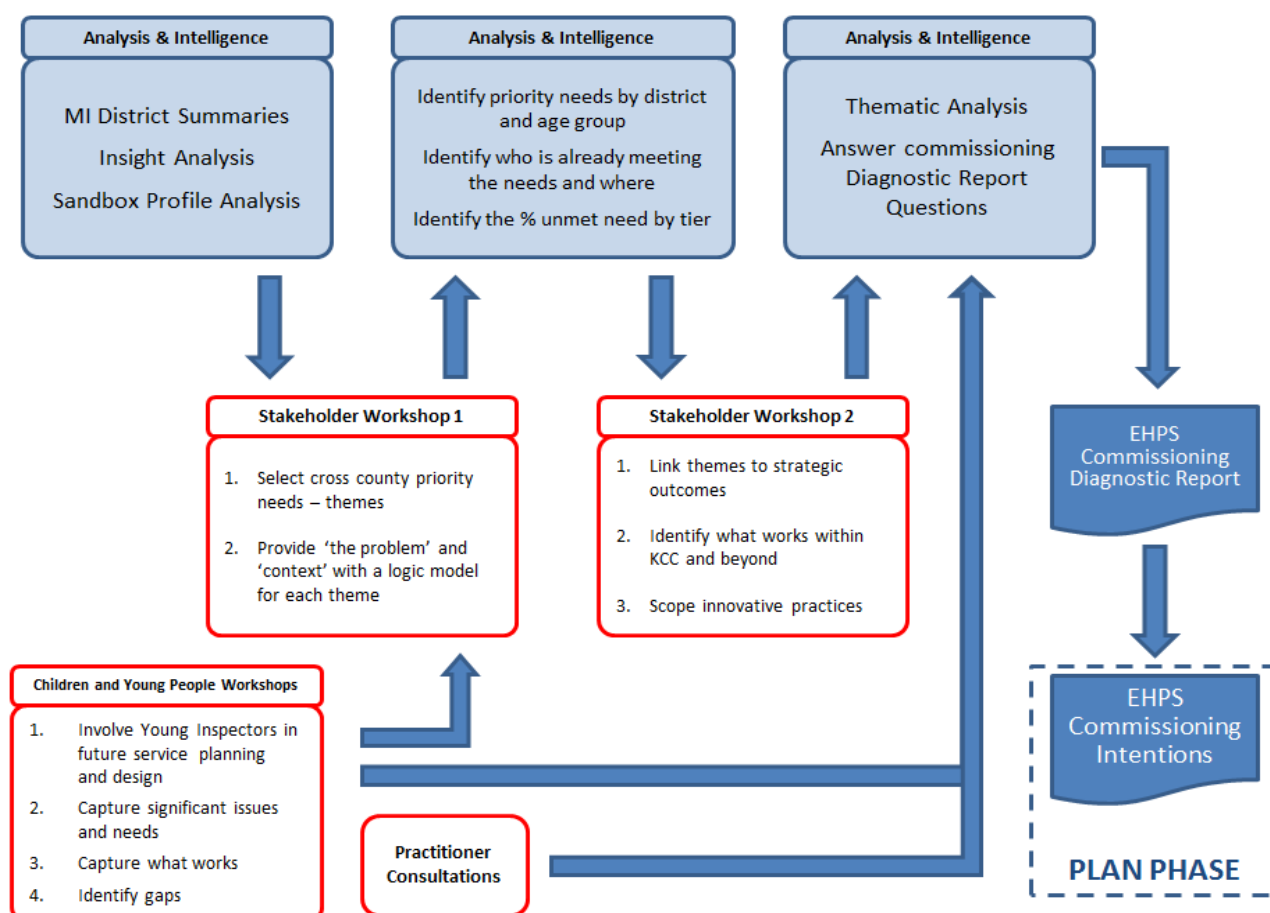 Analysis & Intelligence
MI District Summaries
Insight Analysis
Sandbox Profile Analysis
Analysis & Intelligence
Identify priority needs by district
and age group
Identify who is already meeting
the needs and where
Identify the % unmet need by tier
Analysis & Intelligence
Thematic Analysis
Answer commissioning
Diagnostic Report
Questions
Stakeholder Workshop 1
1. Select cross county priority
needs – themes
2. Provide ‘the problem’ and
‘context’ with a logic model
for each theme
Stakeholder Workshop 2
1. Link themes to strategic
outcomes
2. Identify what works within
KCC and beyond
3. Scope innovative practices
EHPS
Commissioning
Diagnostic Report
Children and Young People Workshops
1. Involve Young Inspectors in
future service planning
and design
2. Capture significant issues
and needs
3. Capture what works
4. Identify gaps
Practitioner
Consultations
EHPS
Commissioning
Intentions
PLAN PHASE